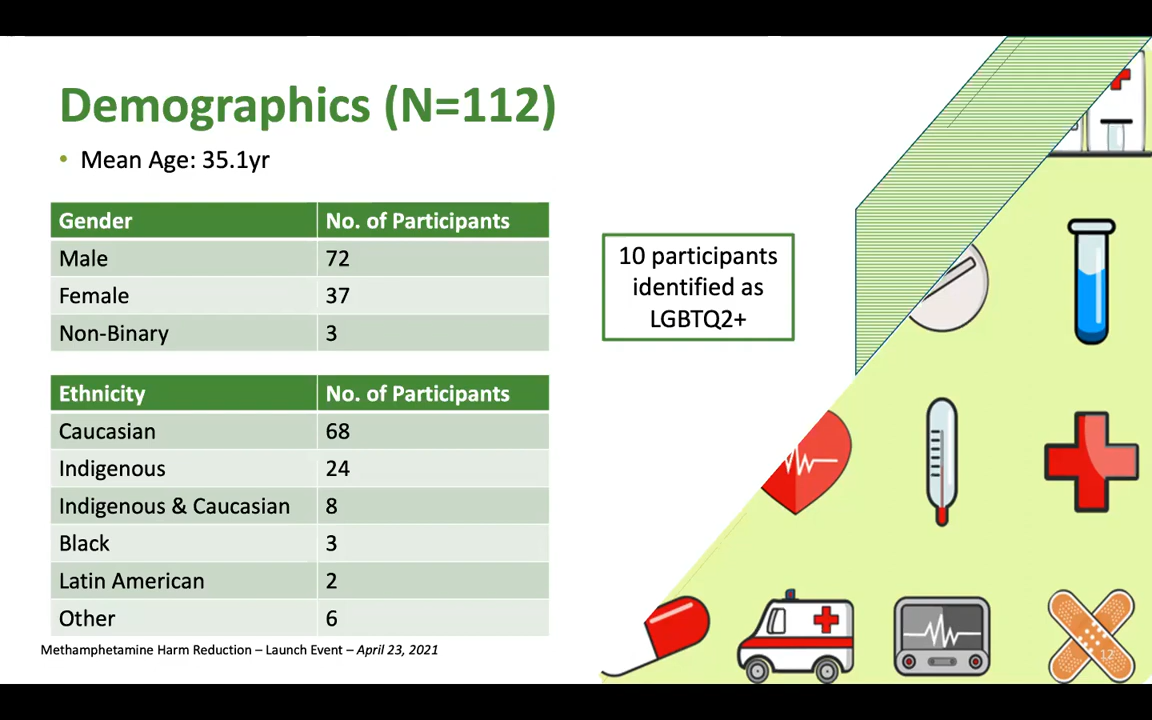 Demographics (N=112)
• Mean Age: 35.1yr
Gender No. of Participants
Male 72
Female 37
Non-Binary 3
10 participants
identified as
LGBTQ2+
Ethnicity No. of Participants
Caucasian 68
Indigenous 24
Indigenous & Caucasian 8
Black 3
Latin American 2
Other 6
Methamphetamine Harm Reduction – Launch Event – April 23, 2021
12